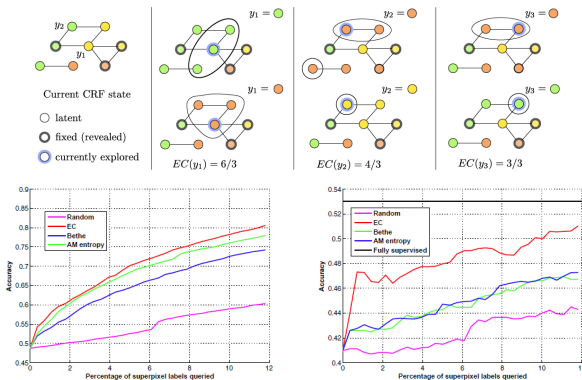 y₂
y₁
Current CRF state
latent
fixed (revealed)
currently explored
y₁ =
y₁ =
EC(y₁) = 6/3
y₂ =
y₂ =
EC(y₂) = 4/3
y₃ =
y₃ =
EC(y₃) = 3/3
0.9
0.85
0.8
0.75
0.7
0.65
0.6
0.55
0.5
0.45
Accuracy
Random
EC
Bethe
AM entropy
0 2 4 6 8 10 12
Percentage of superpixel labels queried
0.54
0.52
0.5
0.48
0.46
0.44
0.42
0.4
Accuracy
Random
EC
Bethe
AM entropy
Fully supervised
0 2 4 6 8 10
Percentage of superpixel labels queried